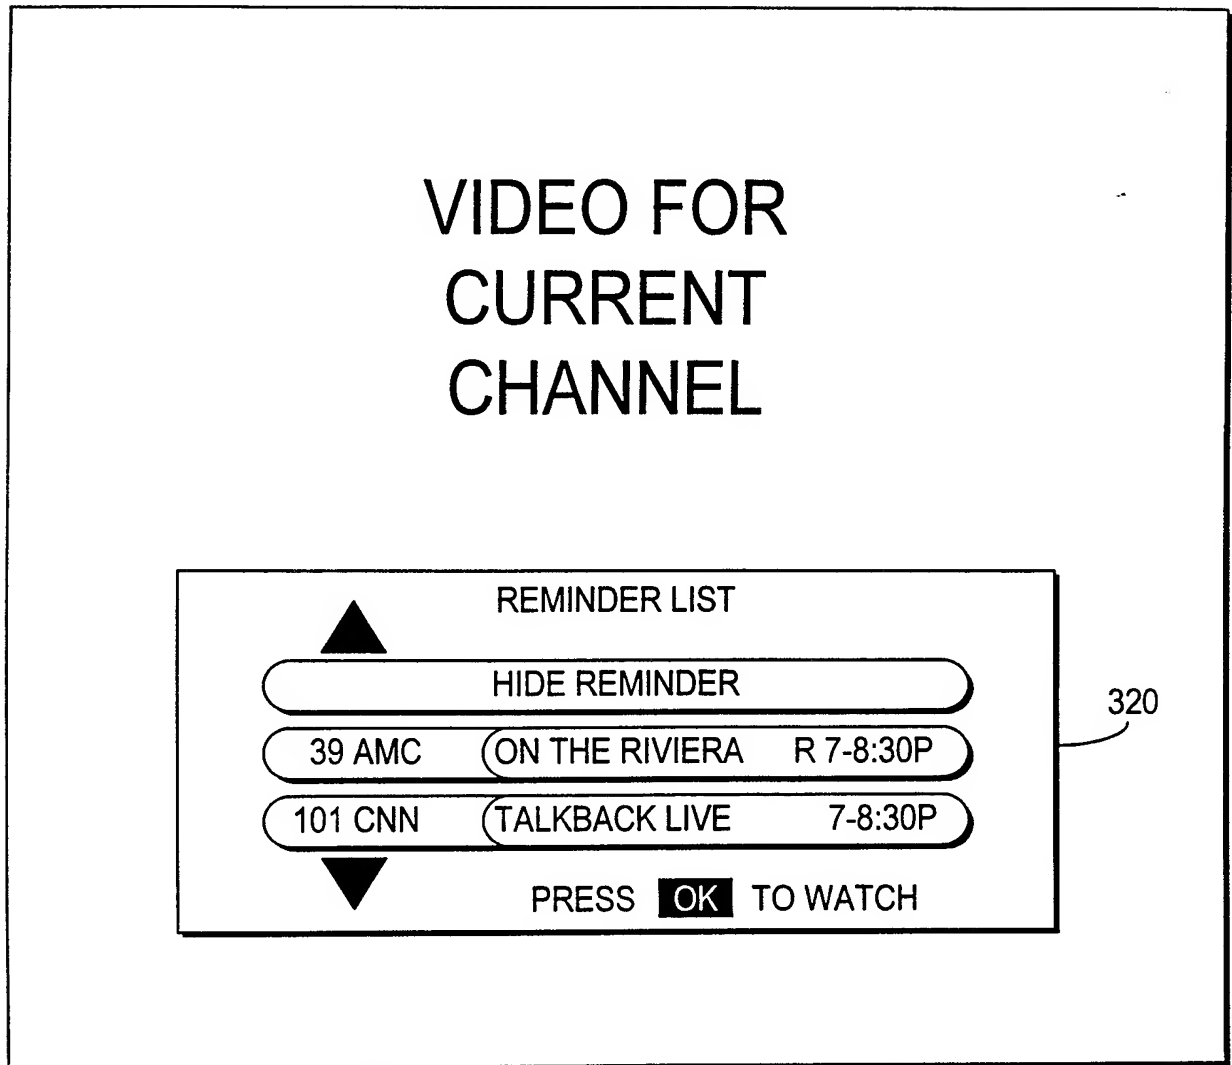 VIDEO FOR
CURRENT
CHANNEL
REMINDER LIST
HIDE REMINDER
39 AMC ON THE RIVIERA R 7-8:30P
320
101 CNN TALKBACK LIVE 7-8:30P
PRESS OK TO WATCH